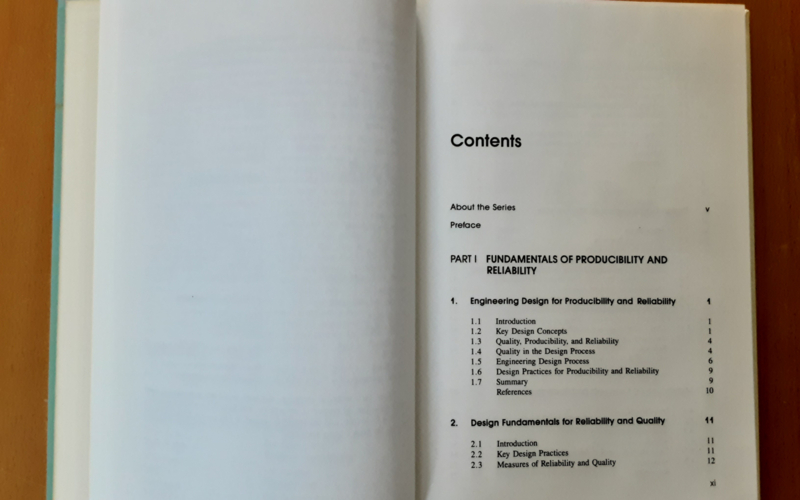 Contents
About the Series v
Preface
PART I FUNDAMENTALS OF PRODUCIBILITY AND
RELIABILITY
1. Engineering Design for Producibility and Reliability 1
1.1 Introduction 1
1.2 Key Design Concepts 1
1.3 Quality, Producibility, and Reliability 4
1.4 Quality in the Design Process 4
1.5 Engineering Design Process 6
1.6 Design Practices for Producibility and Reliability 9
1.7 Summary 9
References 10
2. Design Fundamentals for Reliability and Quality 11
2.1 Introduction 11
2.2 Key Design Practices 11
2.3 Measures of Reliability and Quality 12
xi